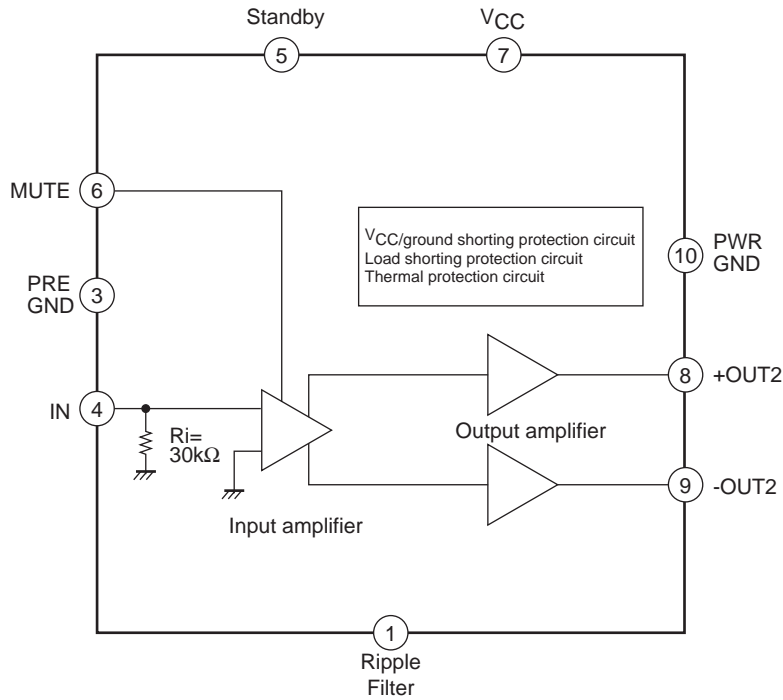 Standby
VCC
5
7
MUTE
6
VCC/ground shorting protection circuit
Load shorting protection circuit
Thermal protection circuit
10
PWR
GND
PRE
GND
3
8
+OUT2
IN
4
Ri=
30kΩ
Output amplifier
9
-OUT2
Input amplifier
1
Ripple
Filter